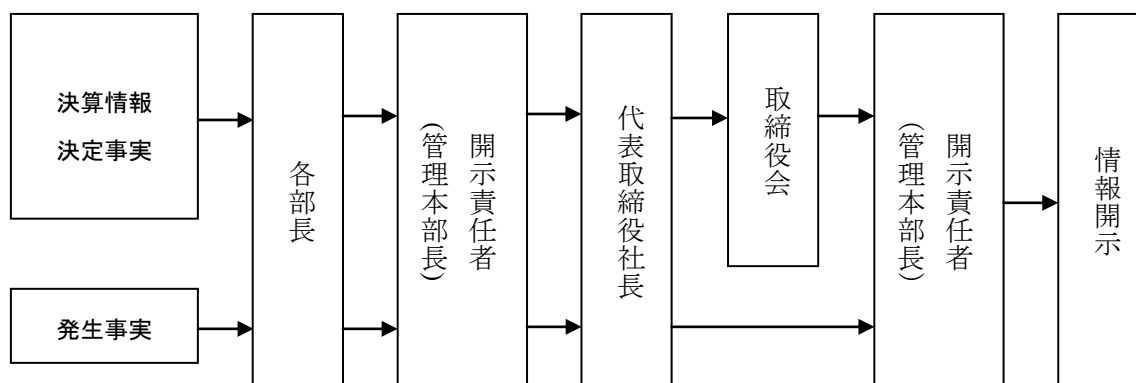 決算情報
決定事実
発生事実
各部長
開示責任者
(管理本部長)
代表取締役社長
取締役会
開示責任者
(管理本部長)
情報開示